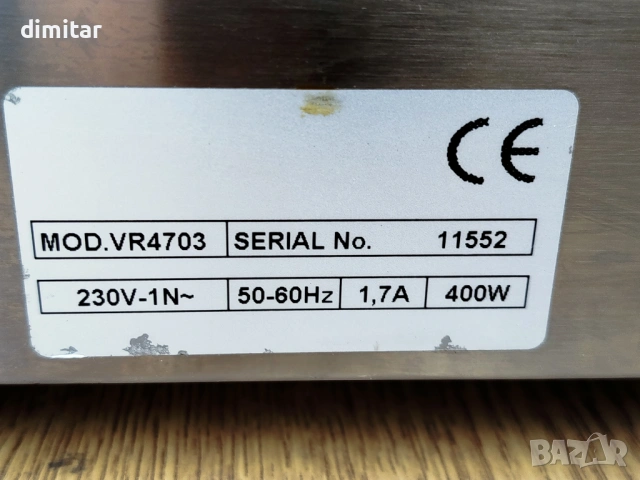 dimitar
CE
MOD.VR4703 SERIAL No. 11552
230V-1N~ 50-60Hz 1,7A 400W
BAZAR